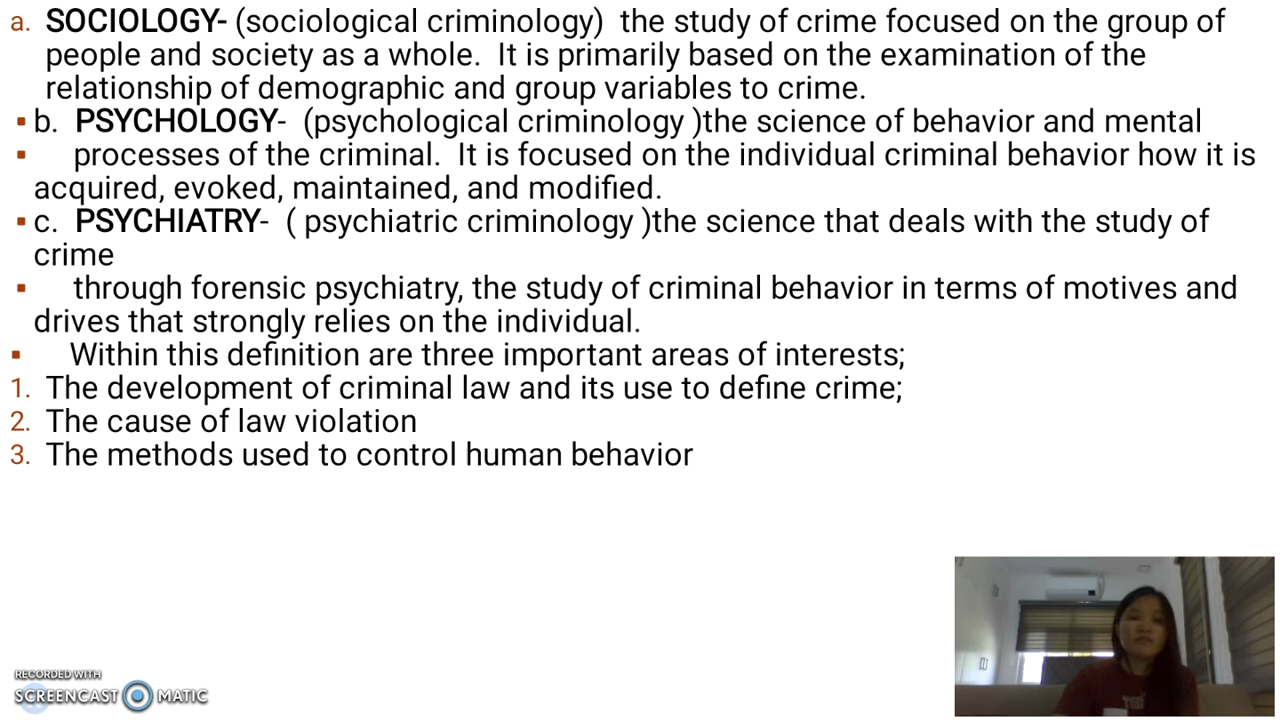 a. SOCIOLOGY- (sociological criminology) the study of crime focused on the group of
people and society as a whole. It is primarily based on the examination of the
relationship of demographic and group variables to crime.
▪ b. PSYCHOLOGY- (psychological criminology )the science of behavior and mental
▪ processes of the criminal. It is focused on the individual criminal behavior how it is
acquired, evoked, maintained, and modified.
▪ c. PSYCHIATRY- ( psychiatric criminology )the science that deals with the study of
crime
▪ through forensic psychiatry, the study of criminal behavior in terms of motives and
drives that strongly relies on the individual.
▪ Within this definition are three important areas of interests;
1. The development of criminal law and its use to define crime;
2. The cause of law violation
3. The methods used to control human behavior
RECORDED WITH
SCREENCAST MATIC